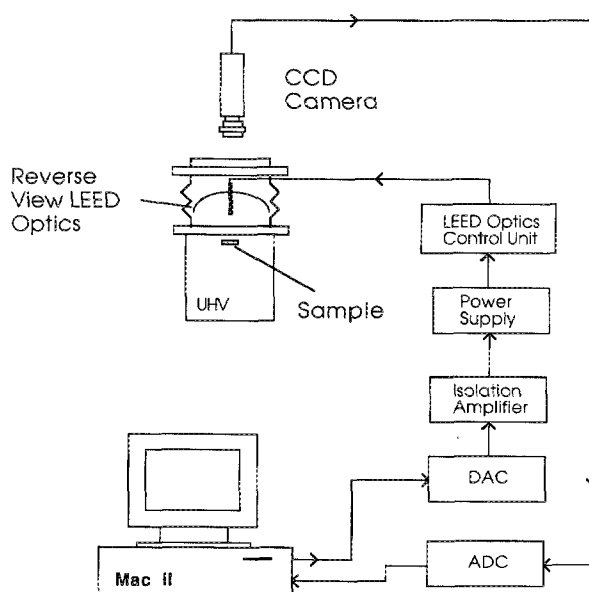 CCD
Camera
Reverse
View LEED
Optics
LEED Optics
Control Unit
UHV
Sample
Power
Supply
Isolation
Amplifier
DAC
ADC
Mac II